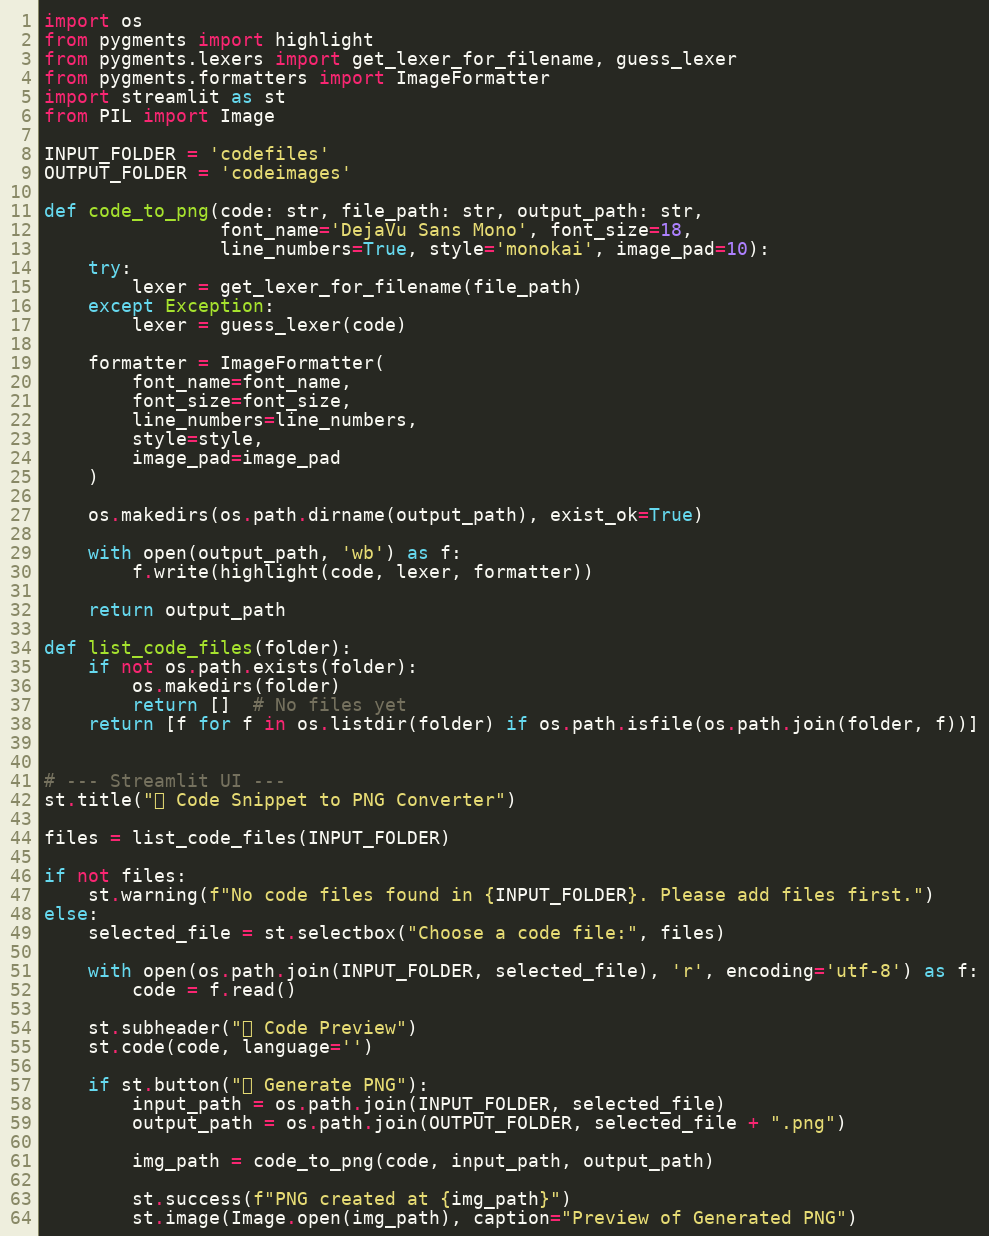 1 import os
2 from pygments import highlight
3 from pygments.lexers import get_lexer_for_filename, guess_lexer
4 from pygments.formatters import ImageFormatter
5 import streamlit as st
6 from PIL import Image
7
8 INPUT_FOLDER = 'codefiles'
9 OUTPUT_FOLDER = 'codeimages'
10
11 def code_to_png(code: str, file_path: str, output_path: str,
12                 font_name='DejaVu Sans Mono', font_size=18,
13                 line_numbers=True, style='monokai', image_pad=10):
14     try:
15         lexer = get_lexer_for_filename(file_path)
16     except Exception:
17         lexer = guess_lexer(code)
18
19     formatter = ImageFormatter(
20         font_name=font_name,
21         font_size=font_size,
22         line_numbers=line_numbers,
23         style=style,
24         image_pad=image_pad
25     )
26
27     os.makedirs(os.path.dirname(output_path), exist_ok=True)
28
29     with open(output_path, 'wb') as f:
30         f.write(highlight(code, lexer, formatter))
31
32     return output_path
33
34 def list_code_files(folder):
35     if not os.path.exists(folder):
36         os.makedirs(folder)
37         return []  # No files yet
38     return [f for f in os.listdir(folder) if os.path.isfile(os.path.join(folder, f))]
39
40
41 # --- Streamlit UI ---
42 st.title("▯ Code Snippet to PNG Converter")
43
44 files = list_code_files(INPUT_FOLDER)
45
46 if not files:
47     st.warning(f"No code files found in {INPUT_FOLDER}. Please add files first.")
48 else:
49     selected_file = st.selectbox("Choose a code file:", files)
50
51     with open(os.path.join(INPUT_FOLDER, selected_file), 'r', encoding='utf-8') as f:
52         code = f.read()
53
54     st.subheader("▯ Code Preview")
55     st.code(code, language='')
56
57     if st.button("▯ Generate PNG"):
58         input_path = os.path.join(INPUT_FOLDER, selected_file)
59         output_path = os.path.join(OUTPUT_FOLDER, selected_file + ".png")
60
61         img_path = code_to_png(code, input_path, output_path)
62
63         st.success(f"PNG created at {img_path}")
64         st.image(Image.open(img_path), caption="Preview of Generated PNG")